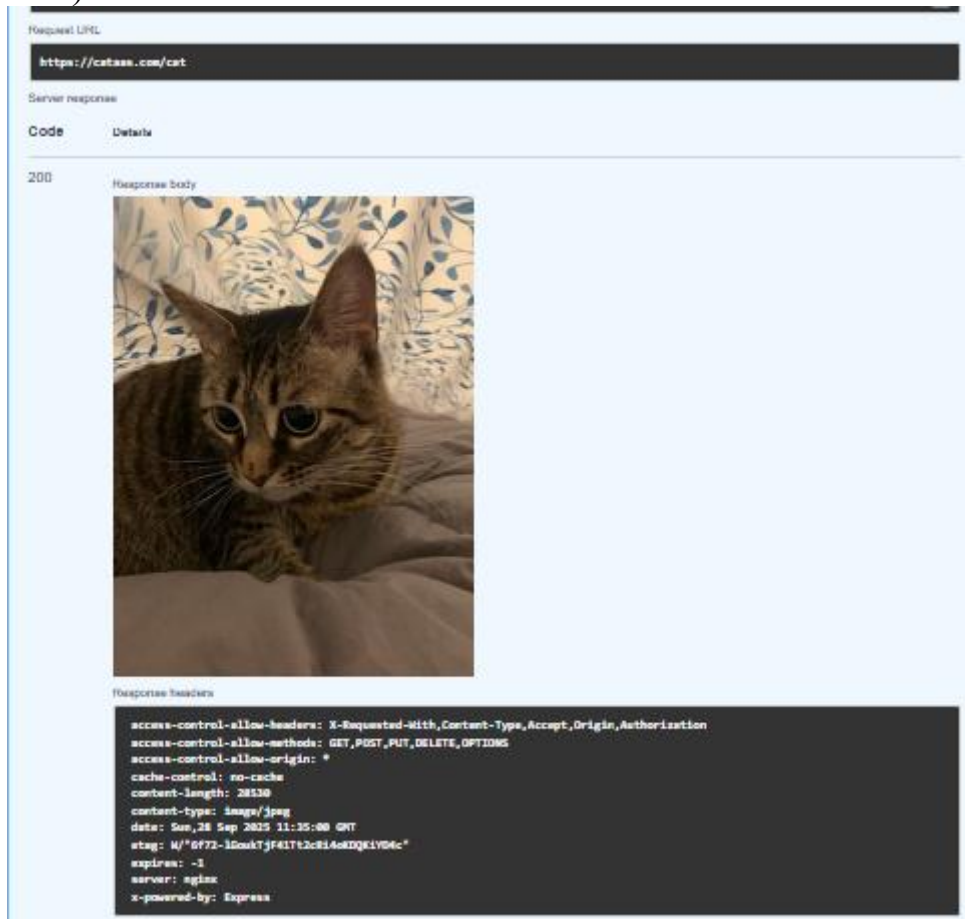 Request URL
https://cataas.com/cat
Server response
Code Details
200
Response body
Response headers
access-control-allow-headers: X-Requested-With,Content-Type,Accept,Origin,Authorization
access-control-allow-methods: GET,POST,PUT,DELETE,OPTIONS
access-control-allow-origin: *
cache-control: no-cache
content-length: 28530
content-type: image/jpeg
date: Sun,28 Sep 2025 11:35:00 GMT
etag:
expires: -1
server: nginx
x-powered-by: Express